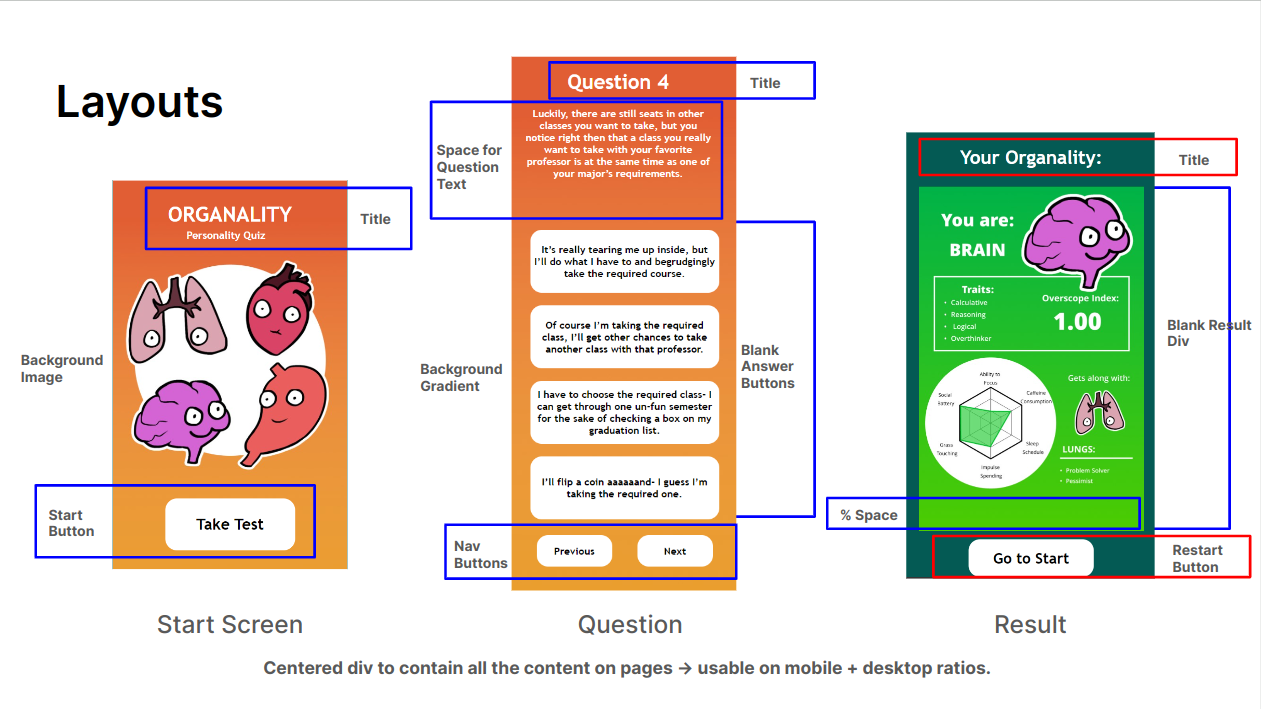 Layouts
ORGANALITY
Personality Quiz
Title
Background
Image
Start
Button
Take Test
Start Screen
Question 4
Title
Space for
Question
Text
Luckily, there are still seats in other
classes you want to take, but you
notice right then that a class you really
want to take with your favorite
professor is at the same time as one of
your major's requirements.
It's really tearing me up inside, but
I'll do what I have to and begrudgingly
take the required course.
Of course I'm taking the required
class, I'll get other chances to take
another class with that professor.
Background
Gradient
Blank
Answer
Buttons
I have to choose the required class- I
can get through one un-fun semester
for the sake of checking a box on my
graduation list.
I'll flip a coin aaaaaand- I guess I'm
taking the required one.
Nav
Buttons
Previous
Next
Question
Your Organality:
Title
You are:
BRAIN
Traits:
• Calculative
• Reasoning
• Logical
• Overthinker
Overscope Index:
1.00
Blank Result
Div
Ability to
Focus
Caffeine
Consumption
Sleep
Schedule
Impulse
Spending
Grass
Touching
Social
Battery
Gets along with:
LUNGS:
• Problem Solver
• Pessimist
% Space
Go to Start
Restart
Button
Result
Centered div to contain all the content on pages → usable on mobile + desktop ratios.